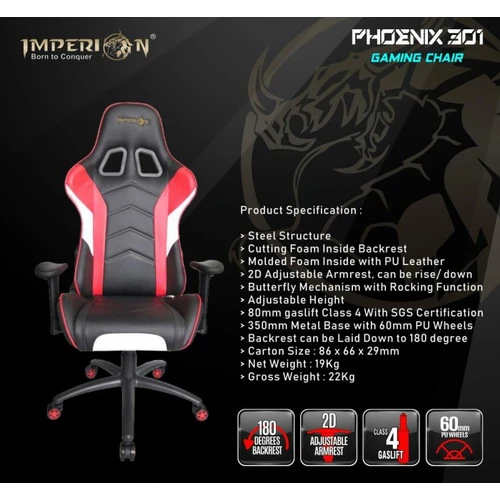 IMPERION
Born to Conquer
PHOENIX 301
GAMING CHAIR
IMPERION
Product Specification :
> Steel Structure
> Cutting Foam Inside Backrest
> Molded Foam Inside with PU Leather
> 2D Adjustable Armrest, can be rise/ down
> Butterfly Mechanism with Rocking Function
> Adjustable Height
> 80mm gaslift Class 4 With SGS Certification
> 350mm Metal Base with 60mm PU Wheels
> Backrest can be Laid Down to 180 degree
> Carton Size : 86 x 66 x 29mm
> Net Weight : 19Kg
> Gross Weight : 22Kg
180
DEGREES
BACKREST
2D
ADJUSTABLE
ARMREST
CLASS
4
GASLIFT
60mm
PU WHEELS